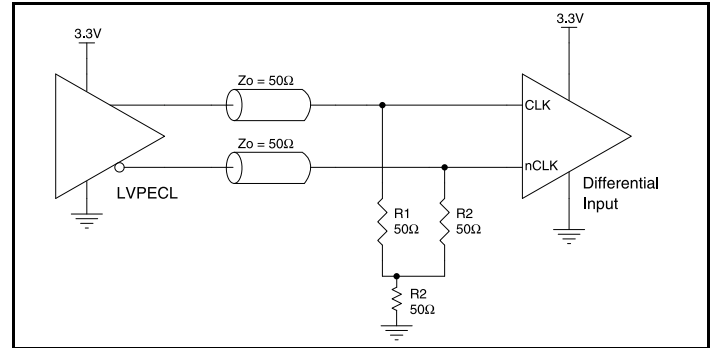 3.3V
3.3V
Zo = 50Ω
CLK
Zo = 50Ω
nCLK
LVPECL
Differential
Input
R1
50Ω
R2
50Ω
R2
50Ω